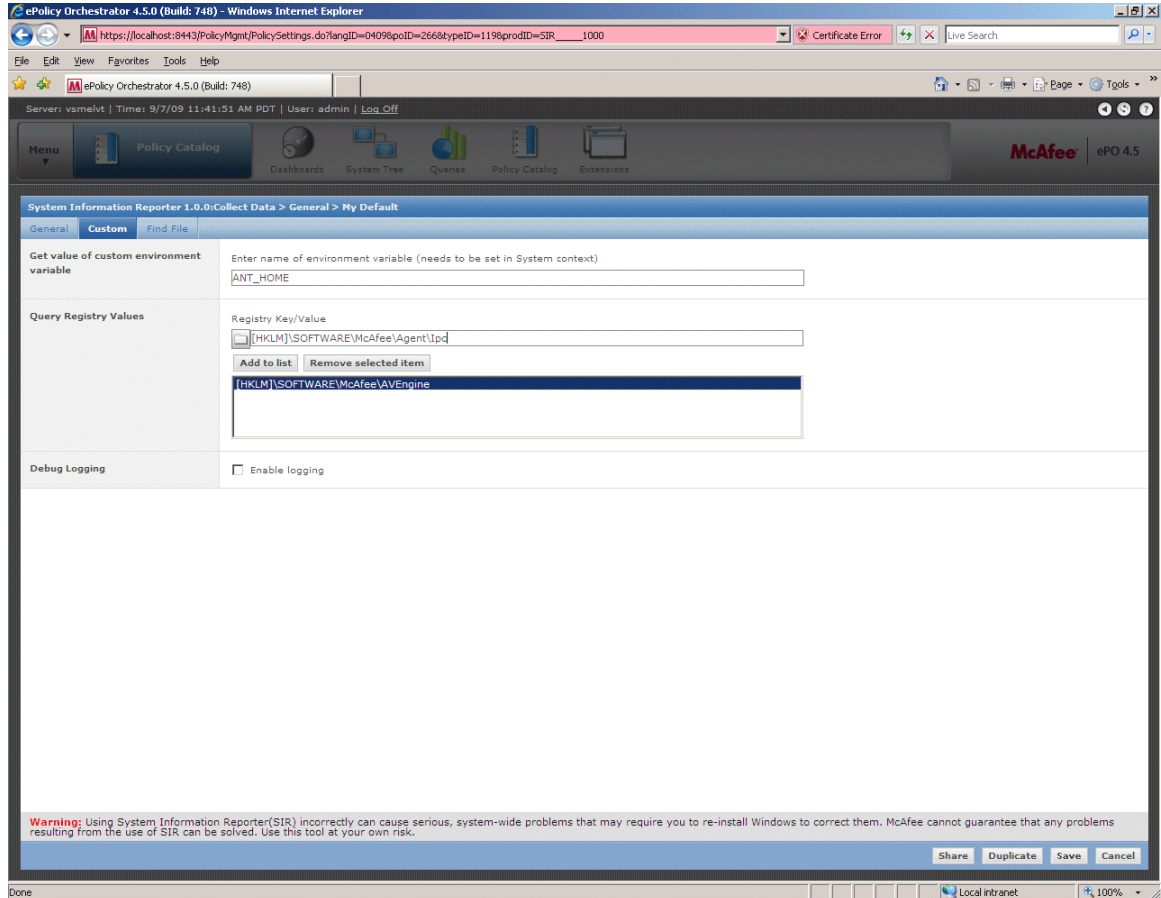 ePolicy Orchestrator 4.5.0 (Build: 748) - Windows Internet Explorer
https://localhost:8443/PolicyMgmt/PolicySettings.do?langID=0409&poID=266&typeID=119&prodID=SIR_____1000
Certificate Error
Live Search
File Edit View Favorites Tools Help
ePolicy Orchestrator 4.5.0 (Build: 748)
Page Tools
Server: vsmelvt | Time: 9/7/09 11:41:51 AM PDT | User: admin | Log Off
Menu
Policy Catalog
Dashboards System Tree Queries Policy Catalog Extensions
McAfee ePO 4.5
System Information Reporter 1.0.0:Collect Data > General > My Default
General Custom Find File
Get value of custom environment variable
Enter name of environment variable (needs to be set in System context)
ANT_HOME
Query Registry Values
Registry Key/Value
[HKLM]\SOFTWARE\McAfee\Agent\Ipc
Add to list Remove selected item
[HKLM]\SOFTWARE\McAfee\AVEngine
Debug Logging
Enable logging
Warning: Using System Information Reporter(SIR) incorrectly can cause serious, system-wide problems that may require you to re-install Windows to correct them. McAfee cannot guarantee that any problems
resulting from the use of SIR can be solved. Use this tool at your own risk.
Share Duplicate Save Cancel
Done
Local intranet
100%